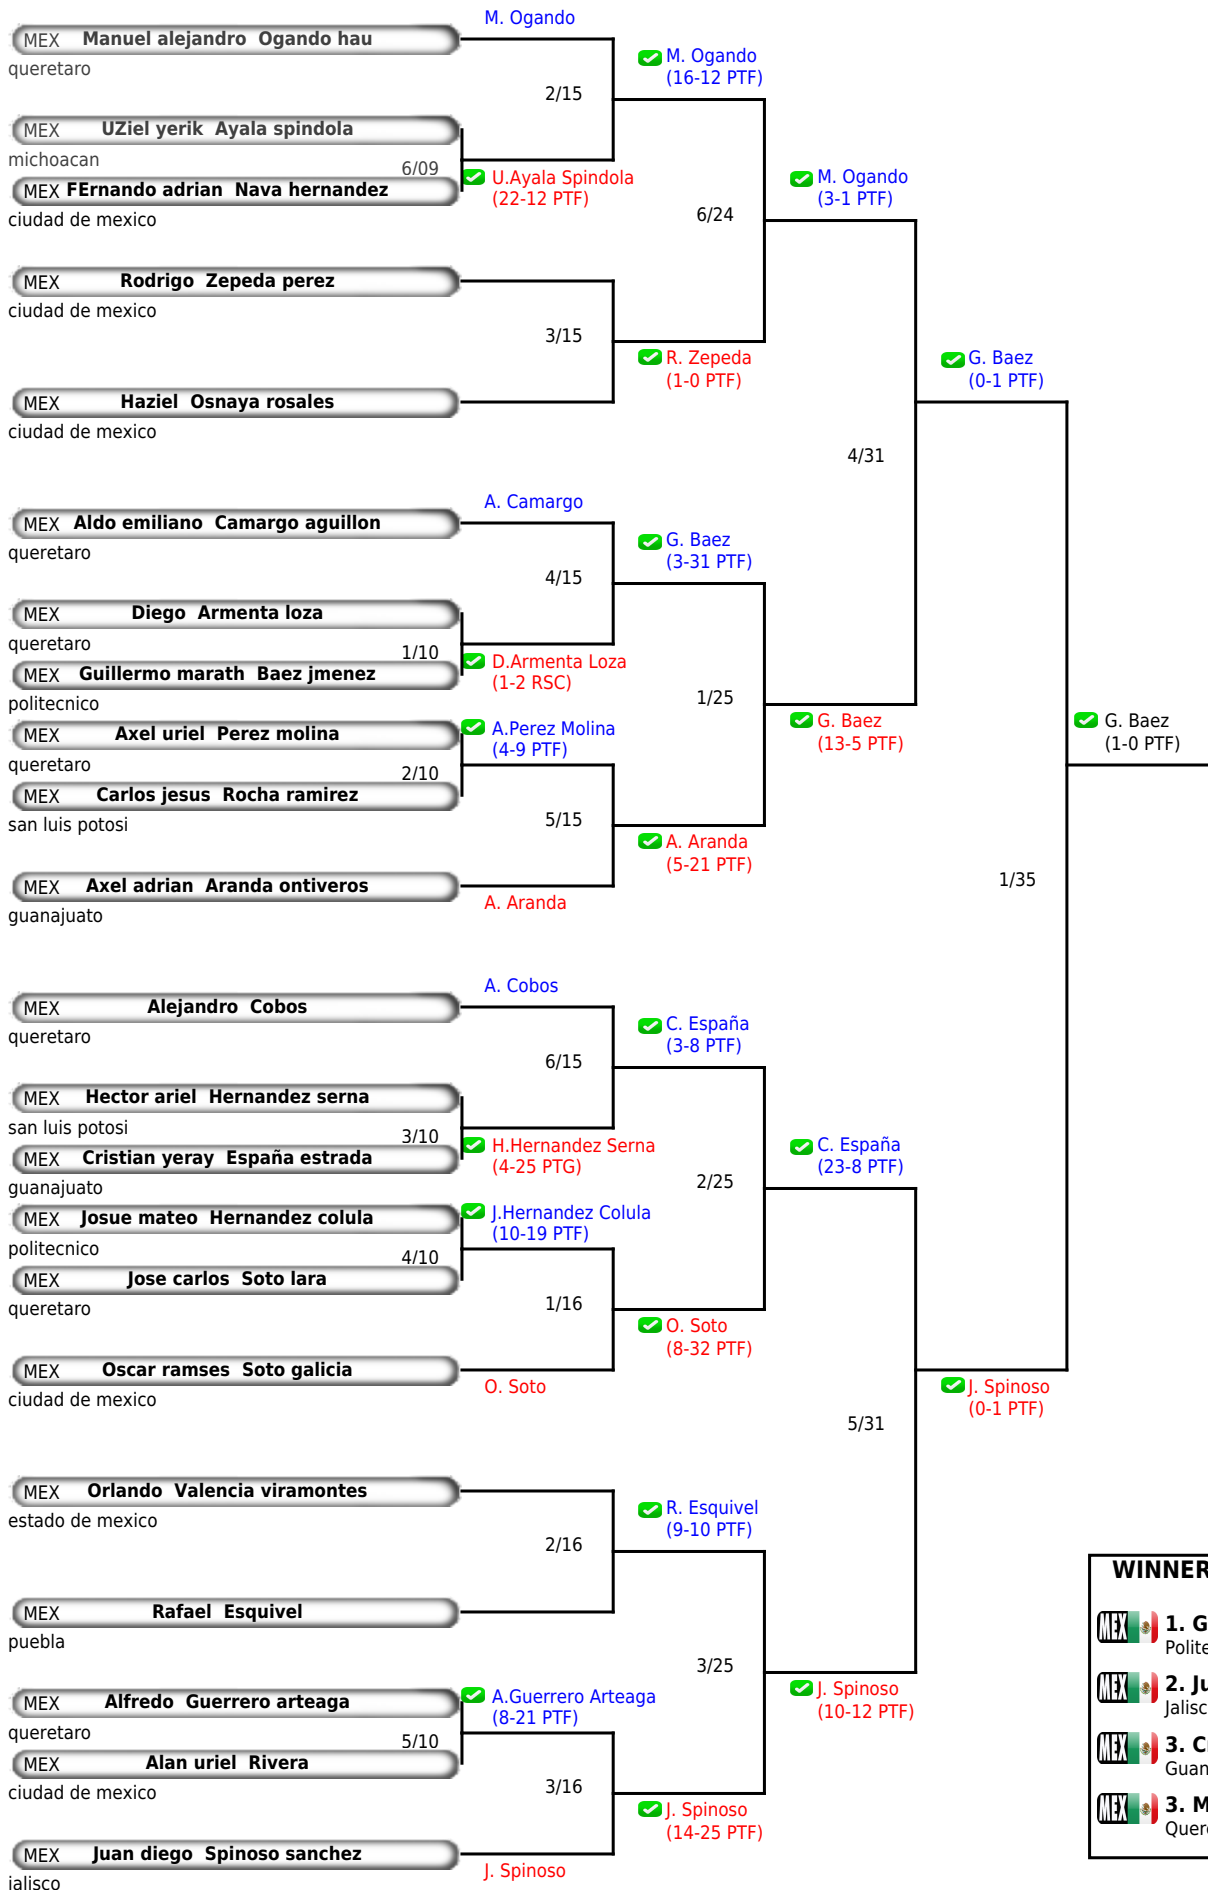 M. Ogando
MEX Manuel alejandro Ogando hau
queretaro
M. Ogando
(16-12 PTF)
2/15
MEX UZiel yerik Ayala spindola
michoacan
6/09
U.Ayala Spindola
(22-12 PTF)
MEX FErnando adrian Nava hernandez
ciudad de mexico
M. Ogando
(3-1 PTF)
6/24
MEX Rodrigo Zepeda perez
ciudad de mexico
3/15
R. Zepeda
(1-0 PTF)
MEX Haziel Osnaya rosales
ciudad de mexico
G. Baez
(0-1 PTF)
4/31
A. Camargo
MEX Aldo emiliano Camargo aguillon
queretaro
G. Baez
(3-31 PTF)
4/15
MEX Diego Armenta loza
queretaro
1/10
D.Armenta Loza
(1-2 RSC)
MEX Guillermo marath Baez jmenez
politecnico
1/25
G. Baez
(13-5 PTF)
G. Baez
(1-0 PTF)
MEX Axel uriel Perez molina
queretaro
A.Perez Molina
(4-9 PTF)
2/10
MEX Carlos jesus Rocha ramirez
san luis potosi
5/15
A. Aranda
(5-21 PTF)
MEX Axel adrian Aranda ontiveros
guanajuato
A. Aranda
1/35
A. Cobos
MEX Alejandro Cobos
queretaro
C. España
(3-8 PTF)
6/15
MEX Hector ariel Hernandez serna
san luis potosi
3/10
H.Hernandez Serna
(4-25 PTG)
MEX Cristian yeray España estrada
guanajuato
C. España
(23-8 PTF)
2/25
MEX Josue mateo Hernandez colula
politecnico
J.Hernandez Colula
(10-19 PTF)
4/10
MEX Jose carlos Soto lara
queretaro
1/16
O. Soto
(8-32 PTF)
MEX Oscar ramses Soto galicia
ciudad de mexico
O. Soto
J. Spinoso
(0-1 PTF)
5/31
MEX Orlando Valencia viramontes
estado de mexico
R. Esquivel
(9-10 PTF)
2/16
MEX Rafael Esquivel
puebla
3/25
J. Spinoso
(10-12 PTF)
MEX Alfredo Guerrero arteaga
queretaro
A.Guerrero Arteaga
(8-21 PTF)
5/10
MEX Alan uriel Rivera
ciudad de mexico
3/16
J. Spinoso
(14-25 PTF)
MEX Juan diego Spinoso sanchez
jalisco
J. Spinoso
WINNER
MEX 1. G
Polite
MEX 2. Ju
Jalisc
MEX 3. C
Guan
MEX 3. M
Quer